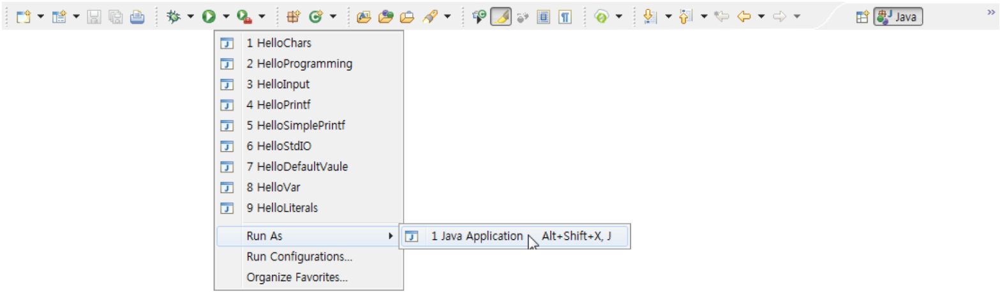 Java
1 HelloChars
2 HelloProgramming
3 HelloInput
4 HelloPrintf
5 HelloSimplePrintf
6 HelloStdIO
7 HelloDefaultVaule
8 HelloVar
9 HelloLiterals
Run As
1 Java Application Alt+Shift+X, J
Run Configurations...
Organize Favorites...